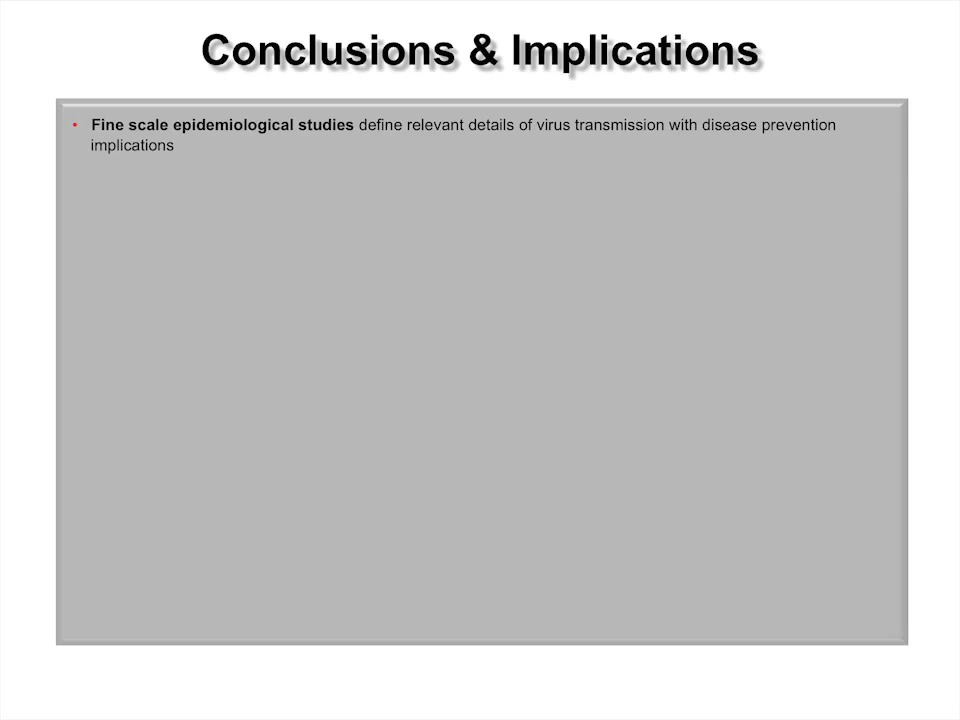 Conclusions & Implications
• Fine scale epidemiological studies define relevant details of virus transmission with disease prevention
implications